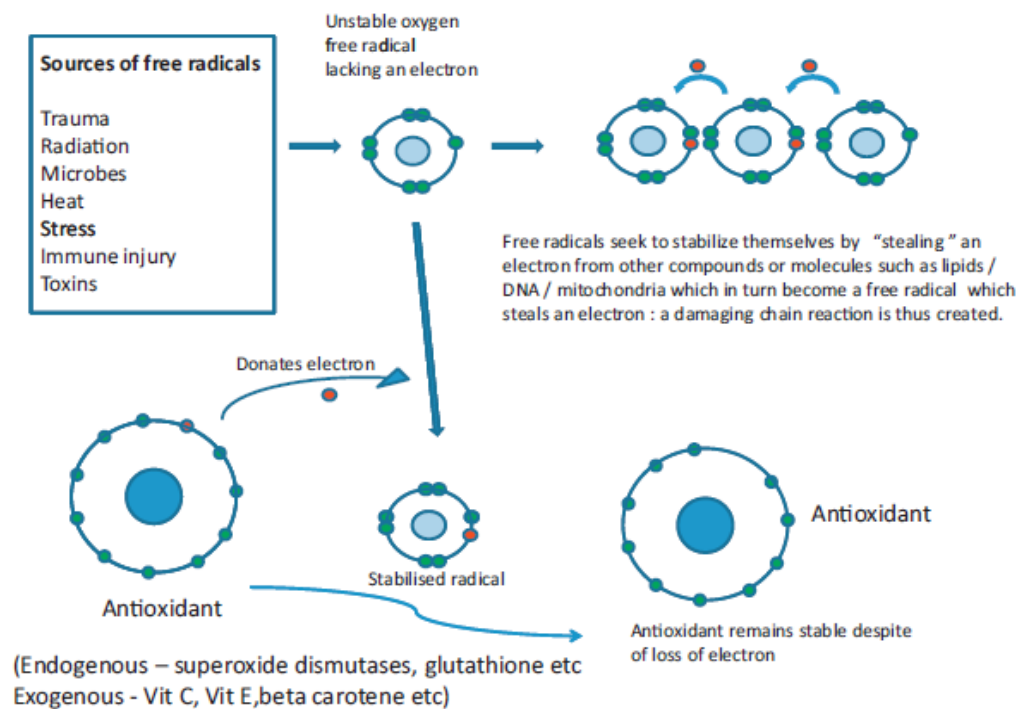 Sources of free radicals
Trauma
Radiation
Microbes
Heat
Stress
Immune injury
Toxins
Unstable oxygen
free radical
lacking an electron
Free radicals seek to stabilize themselves by “stealing” an
electron from other compounds or molecules such as lipids /
DNA / mitochondria which in turn become a free radical which
steals an electron : a damaging chain reaction is thus created.
Donates electron
Antioxidant
Stabilised radical
Antioxidant
Antioxidant remains stable despite
of loss of electron
(Endogenous – superoxide dismutases, glutathione etc
Exogenous - Vit C, Vit E,beta carotene etc)